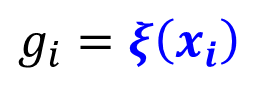 gᵢ = ξ(xᵢ)